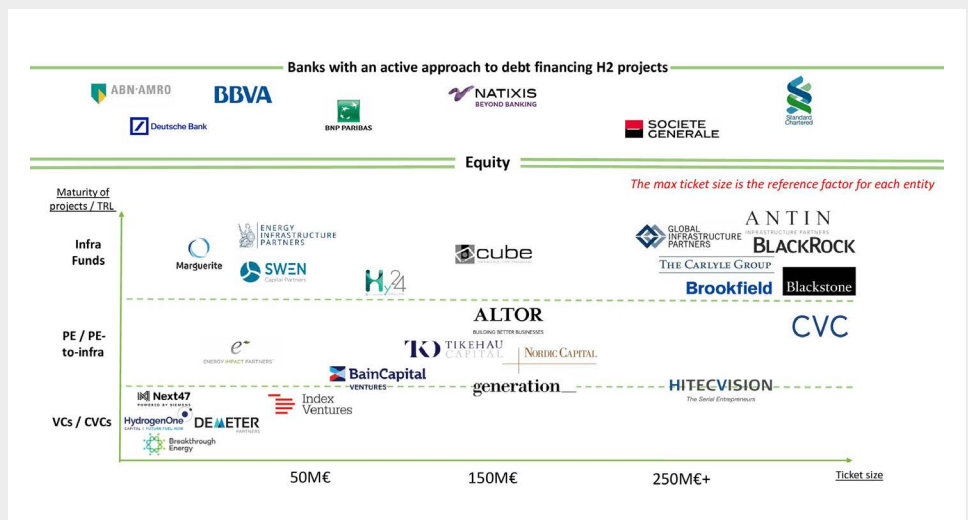 Banks with an active approach to debt financing H2 projects
ABN·AMRO
BBVA
NATIXIS
BEYOND BANKING
Standard
Chartered
Deutsche Bank
BNP PARIBAS
SOCIETE
GENERALE
Equity
The max ticket size is the reference factor for each entity
Maturity of
projects / TRL
Infra
Funds
Marguerite
ENERGY
INFRASTRUCTURE
PARTNERS
SWEN
Capital Partners
Hy24
cube
GLOBAL
INFRASTRUCTURE
PARTNERS
ANTIN
INFRASTRUCTURE PARTNERS
BLACKROCK
THE CARLYLE GROUP
Brookfield
Blackstone
PE / PE-
to-infra
e
ENERGY IMPACT PARTNERS
BainCapital
VENTURES
ALTOR
BUILDING BETTER BUSINESSES
TIKEHAU
CAPITAL
NORDIC CAPITAL
generation_
CVC
HITECVISION
The Serial Entrepreneurs
VCs / CVCs
Next47
POWERED BY SIEMENS
HydrogenOne
CAPITAL | FUTURE FUEL NOW
DEMETER
PARTNERS
Breakthrough
Energy
Index
Ventures
50M€
150M€
250M€+
Ticket size